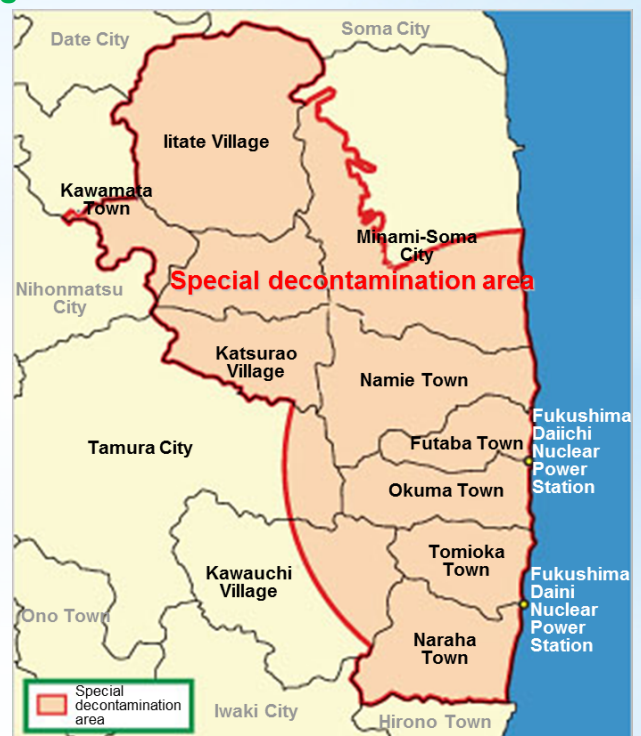 Date City
Soma City
Iitate Village
Kawamata
Town
Minami-Soma
City
Special decontamination area
Nihonmatsu
City
Katsurao
Village
Namie Town
Fukushima
Daiichi
Nuclear
Power
Station
Futaba Town
Tamura City
Okuma Town
Tomioka
Town
Kawauchi
Village
Fukushima
Daini
Nuclear
Power
Station
Ono Town
Naraha
Town
Special
decontamination
area
Iwaki City
Hirono Town